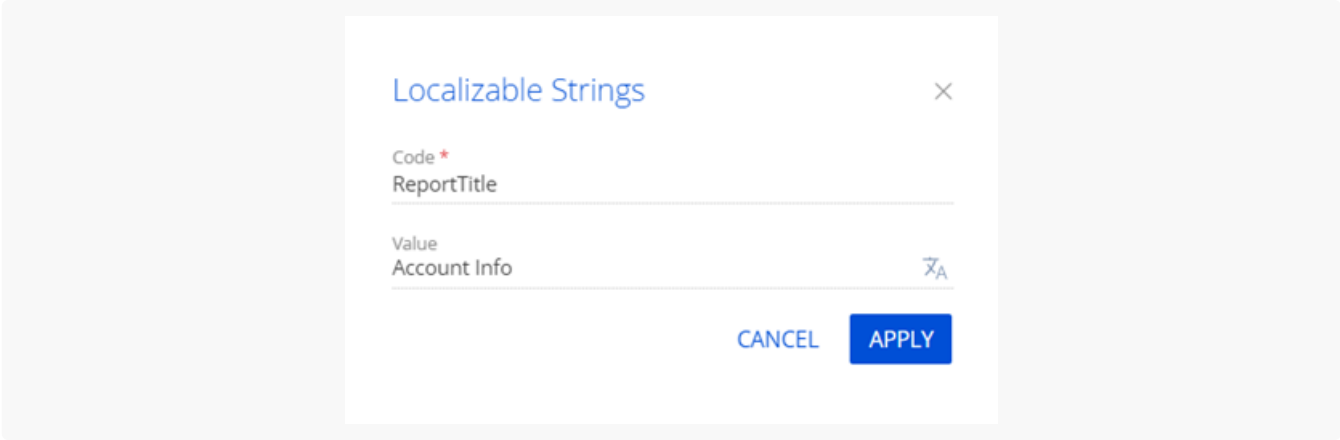 Localizable Strings
Code *
ReportTitle
Value
Account Info
CANCEL APPLY